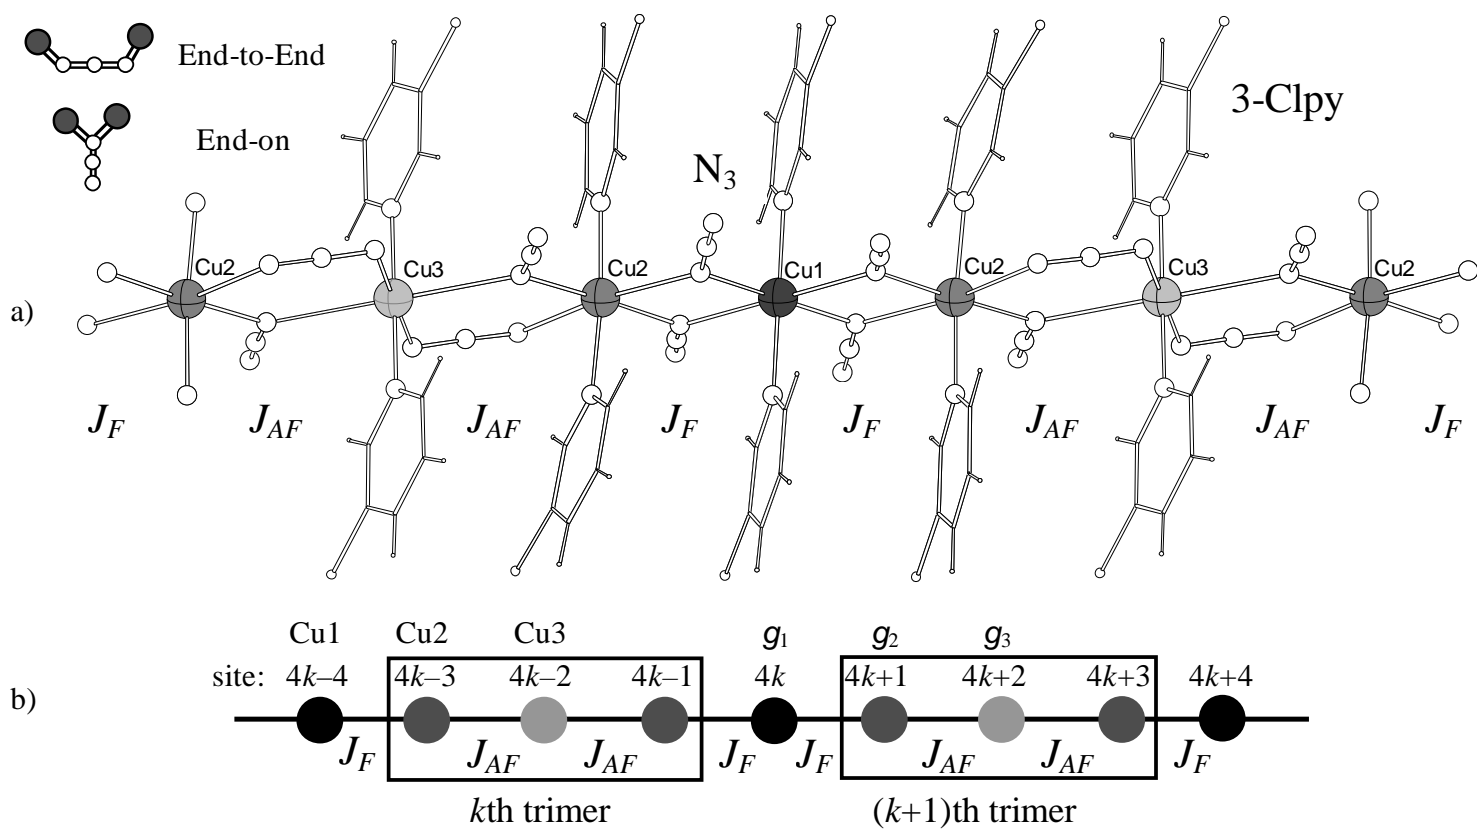 End-to-End
3-Clpy
End-on
N3
Cu2 Cu3 Cu2 Cu1 Cu2 Cu3 Cu2
a)
JF JAF JAF JF JF JAF JAF JF
Cu1 Cu2 Cu3 g1 g2 g3
site: 4k–4 4k–3 4k–2 4k–1 4k 4k+1 4k+2 4k+3 4k+4
b)
JF JAF JAF JF JF JAF JAF JF
kth trimer (k+1)th trimer